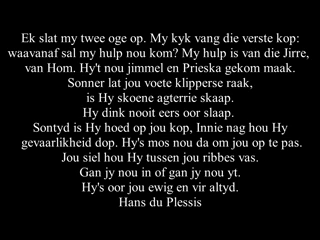 Ek slat my twee oge op. My kyk vang die verste kop:
waavanaf sal my hulp nou kom? My hulp is van die Jirre,
van Hom. Hy't nou jimmel en Prieska gekom maak.
Sonner lat jou voete klipperse raak,
is Hy skoene agterrie skaap.
Hy dink nooit eers oor slaap.
Sontyd is Hy hoed op jou kop, Innie nag hou Hy
gevaarlikheid dop. Hy's mos nou da om jou op te pas.
Jou siel hou Hy tussen jou ribbes vas.
Gan jy nou in of gan jy nou yt.
Hy's oor jou ewig en vir altyd.
Hans du Plessis